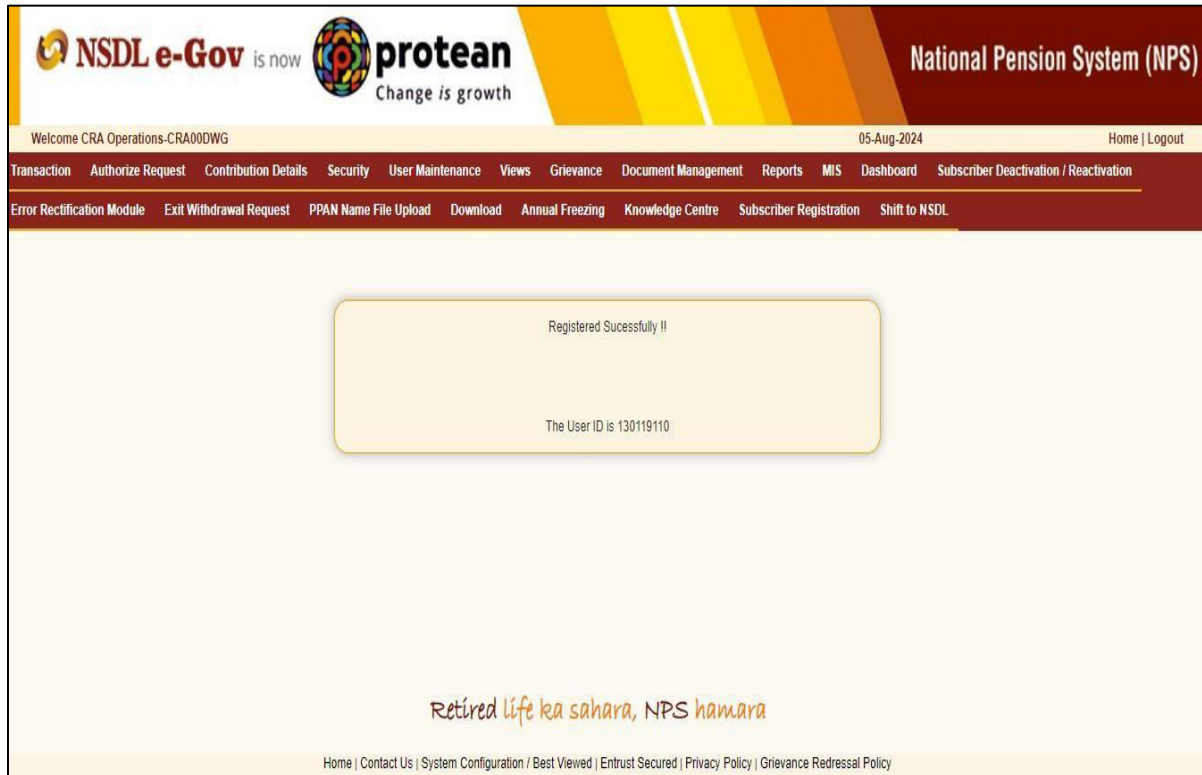 NSDL e-Gov is now protean
Change is growth
National Pension System (NPS)
Welcome CRA Operations-CRA00DWG 05-Aug-2024 Home | Logout
Transaction Authorize Request Contribution Details Security User Maintenance Views Grievance Document Management Reports MIS Dashboard Subscriber Deactivation / Reactivation
Error Rectification Module Exit Withdrawal Request PPAN Name File Upload Download Annual Freezing Knowledge Centre Subscriber Registration Shift to NSDL
Registered Sucessfully !!
The User ID is 130119110
Retired life ka sahara, NPS hamara
Home | Contact Us | System Configuration / Best Viewed | Entrust Secured | Privacy Policy | Grievance Redressal Policy